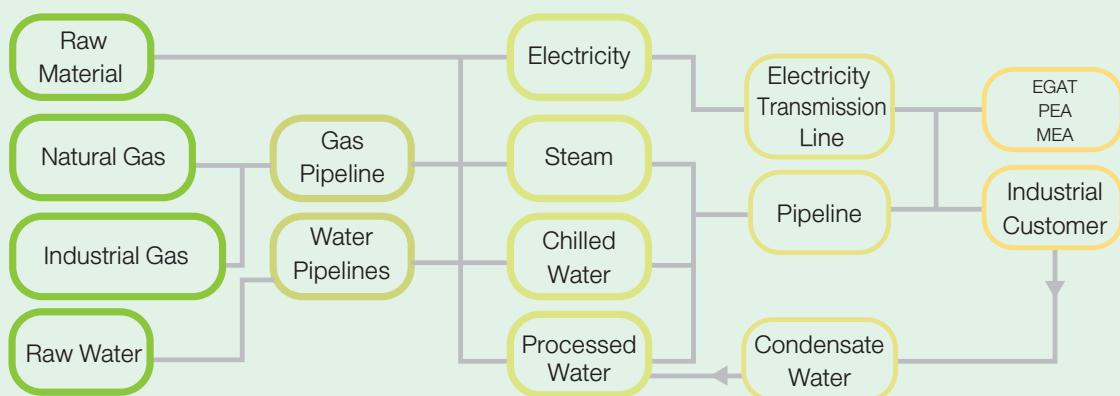 Raw
Material
Natural Gas
Industrial Gas
Raw Water
Gas
Pipeline
Water
Pipelines
Electricity
Steam
Chilled
Water
Processed
Water
Electricity
Transmission
Line
Pipeline
Condensate
Water
EGAT
PEA
MEA
Industrial
Customer